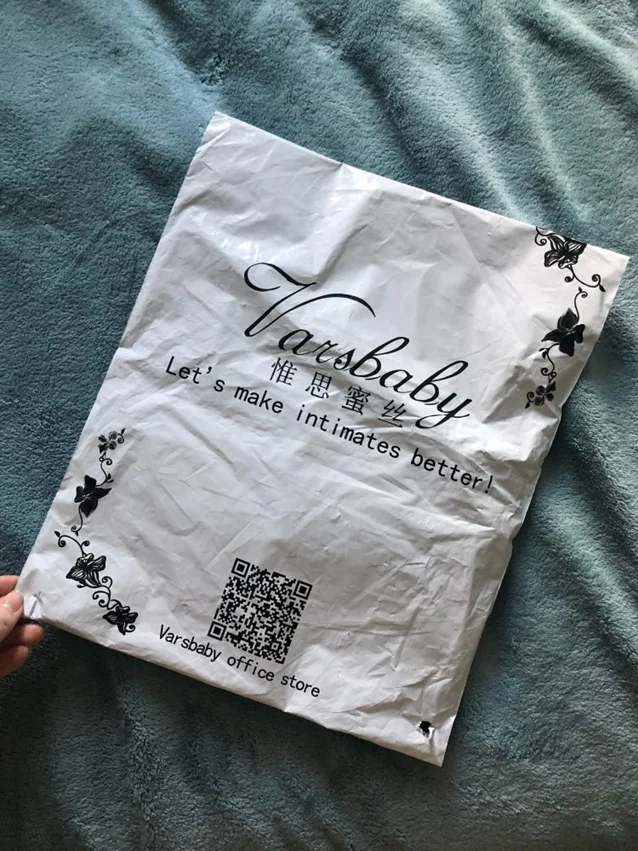 Varsbaby
惟思蜜丝
Let's make intimates better!
Varsbaby office store